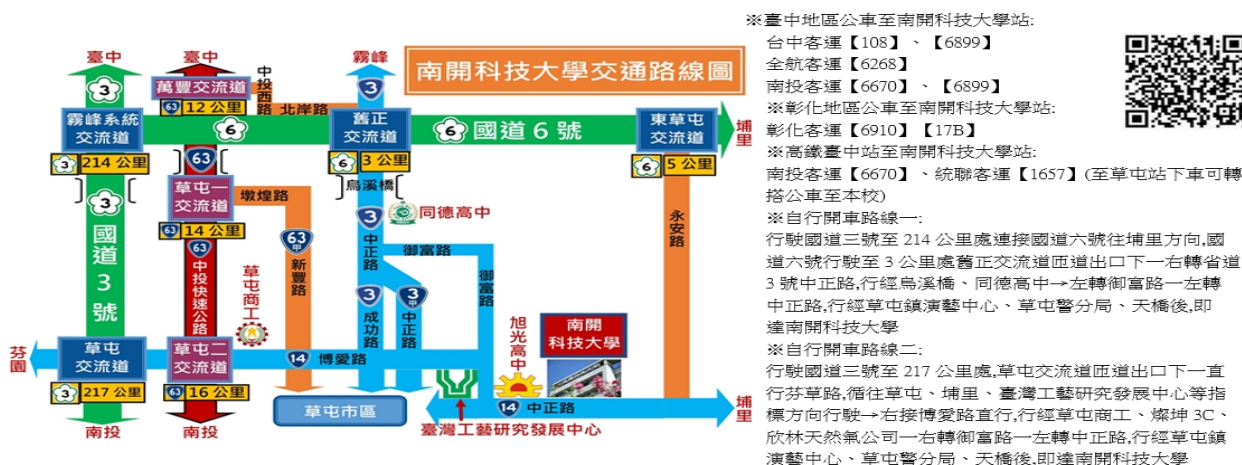 南開科技大學交通路線圖
臺中
臺中
霧峰
3
萬豐交流道
63 12 公里
中投西路
北岸路
3
霧峰系統
交流道
3 214 公里
6
舊正
交流道
6 3 公里
6 國道 6 號
東草屯
交流道
6 5 公里
埔里
63
烏溪橋
3
草屯一
交流道
63 14 公里
墩煌路
3
同德高中
國道3號
63
中投快速公路
63甲
新豐路
中正路
御富路
御富路
永安路
草屯商工
3
成功路
3甲
中正路
旭光高中
南開
科技大學
芬園
草屯
交流道
3 217 公里
草屯二
交流道
63 16 公里
14 博愛路
南投
南投
草屯市區
14 中正路
埔里
臺灣工藝研究發展中心
※臺中地區公車至南開科技大學站:
台中客運【108】、【6899】
全航客運【6268】
南投客運【6670】、【6899】
※彰化地區公車至南開科技大學站:
彰化客運【6910】【17B】
※高鐵臺中站至南開科技大學站:
南投客運【6670】、統聯客運【1657】(至草屯站下車可轉
搭公車至本校)
※自行開車路線一:
行駛國道三號至 214 公里處連接國道六號往埔里方向,國
道六號行駛至 3 公里處舊正交流道匝道出口下一右轉省道
3 號中正路,行經烏溪橋、同德高中→左轉御富路一左轉
中正路,行經草屯鎮演藝中心、草屯警分局、天橋後,即
達南開科技大學
※自行開車路線二:
行駛國道三號至 217 公里處,草屯交流道匝道出口下一直
行芬草路,循往草屯、埔里、臺灣工藝研究發展中心等指
標方向行駛→右接博愛路直行,行經草屯商工、燦坤 3C、
欣林天然氣公司一右轉御富路一左轉中正路,行經草屯鎮
演藝中心、草屯警分局、天橋後,即達南開科技大學